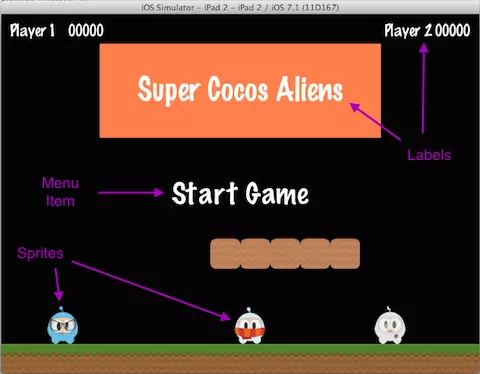 iOS Simulator – iPad 2 – iPad 2 / iOS 7.1 (11D167)
Player 1 00000
Player 2 00000
Super Cocos Aliens
Labels
Menu
Item
Start Game
Sprites